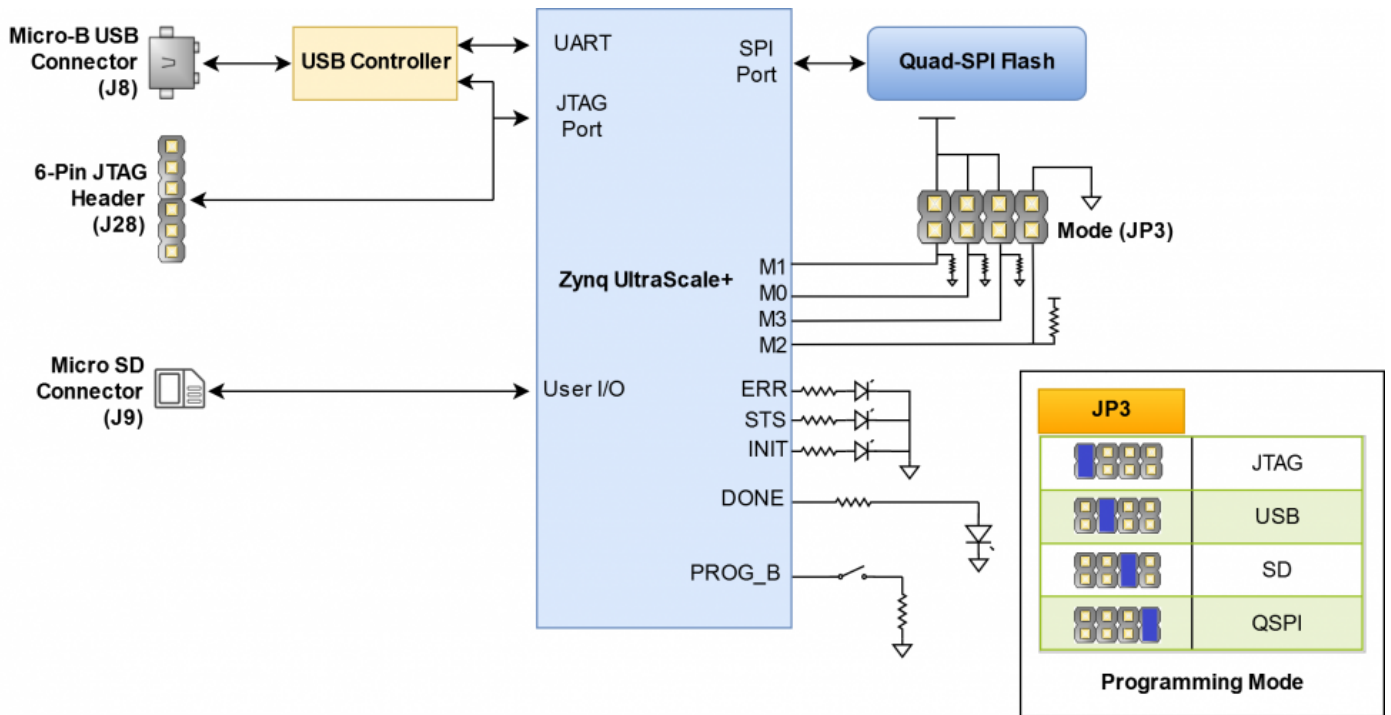 Micro-B USB
Connector
(J8)
USB Controller
UART
JTAG
Port
SPI
Port
Quad-SPI Flash
6-Pin JTAG
Header
(J28)
Mode (JP3)
Zynq UltraScale+
M1
M0
M3
M2
Micro SD
Connector
(J9)
User I/O
ERR
STS
INIT
DONE
PROG_B
JP3
JTAG
USB
SD
QSPI
Programming Mode